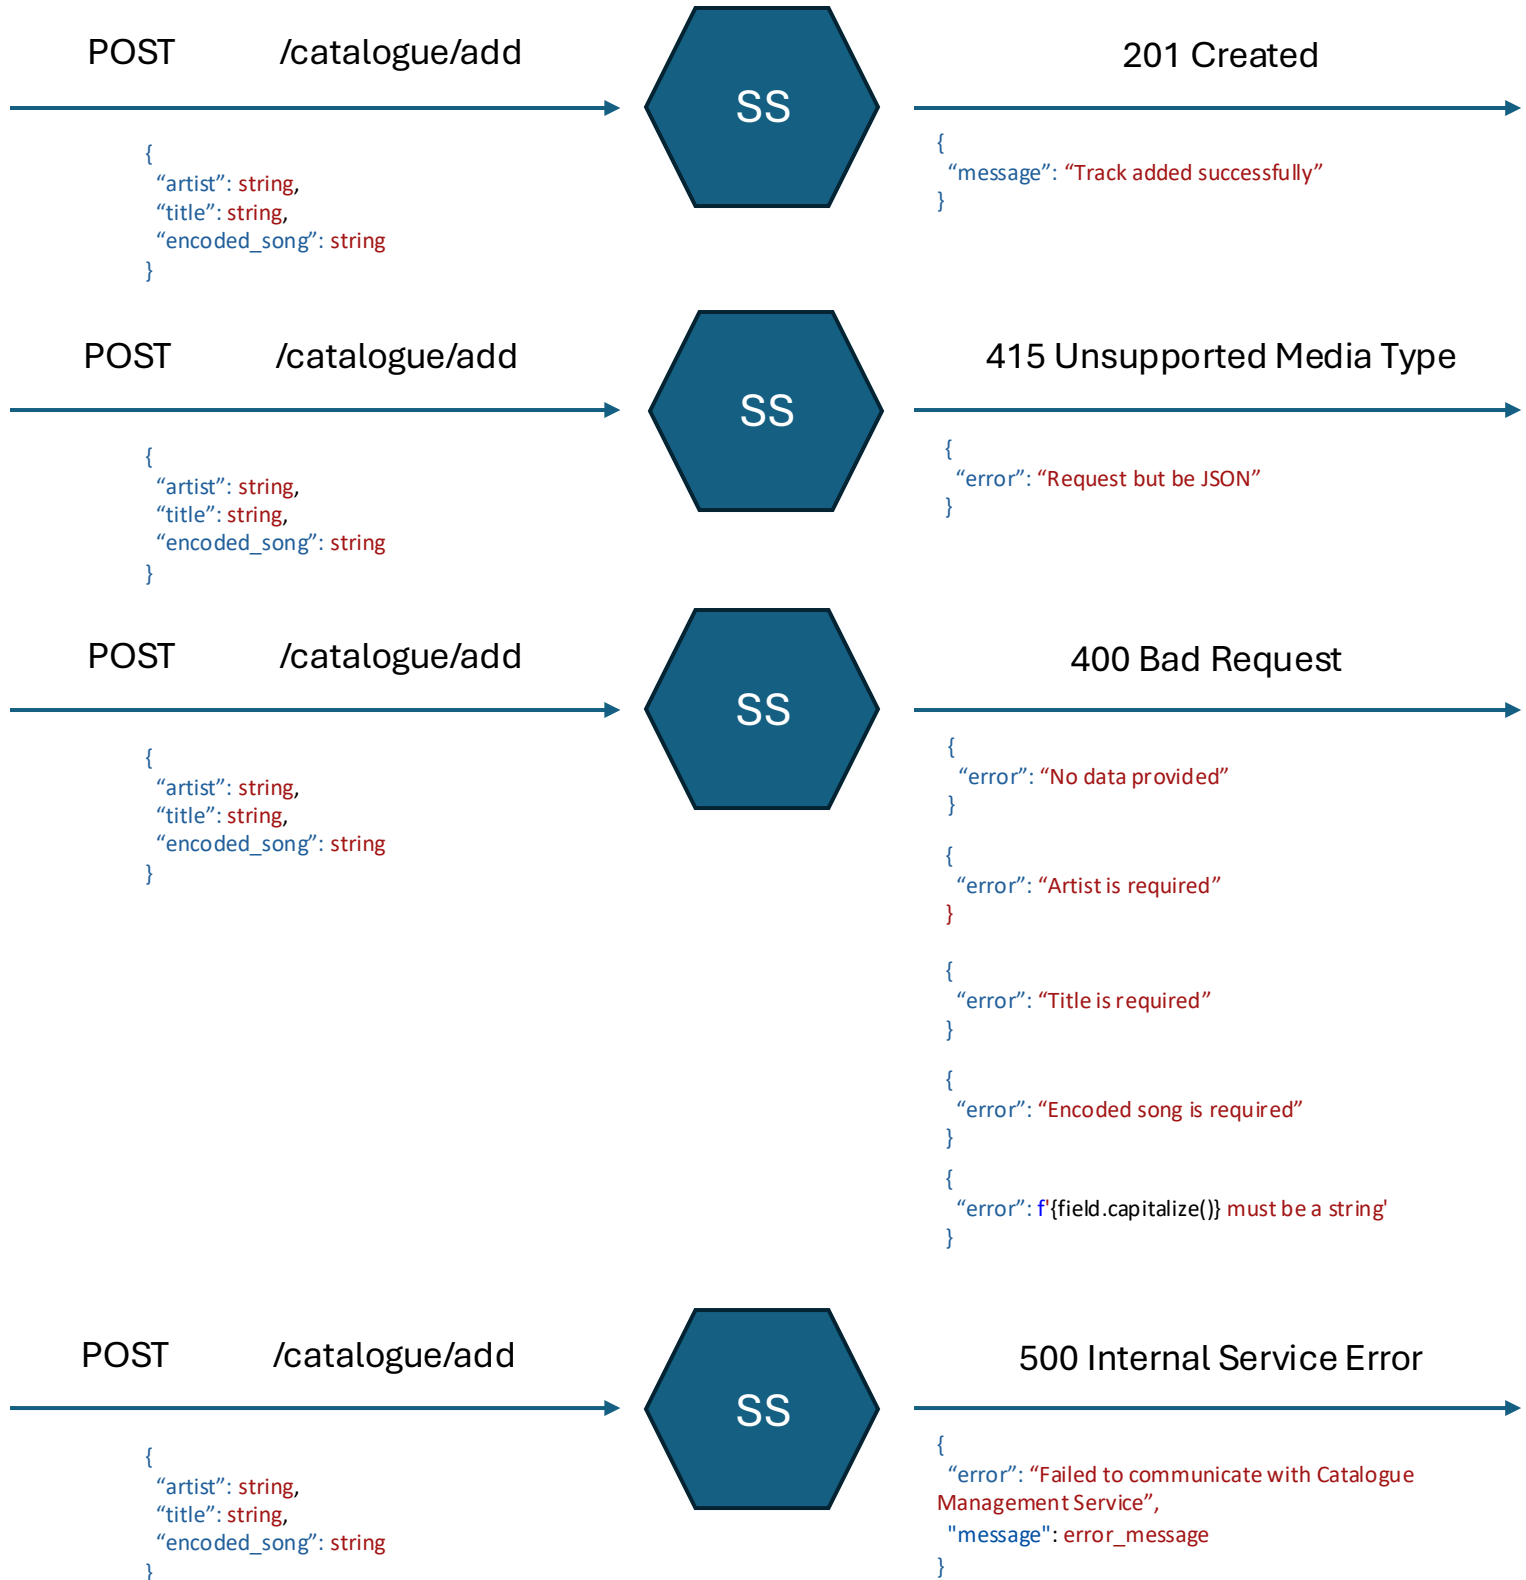 POST /catalogue/add
SS
201 Created
{
“artist”: string,
“title”: string,
“encoded_song”: string
}
{
“message”: “Track added successfully”
}
POST /catalogue/add
SS
415 Unsupported Media Type
{
“artist”: string,
“title”: string,
“encoded_song”: string
}
{
“error”: “Request but be JSON”
}
POST /catalogue/add
SS
400 Bad Request
{
“artist”: string,
“title”: string,
“encoded_song”: string
}
{
“error”: “No data provided”
}
{
“error”: “Artist is required”
}
{
“error”: “Title is required”
}
{
“error”: “Encoded song is required”
}
{
“error”: f'{field.capitalize()} must be a string'
}
POST /catalogue/add
SS
500 Internal Service Error
{
“artist”: string,
“title”: string,
“encoded_song”: string
}
{
“error”: “Failed to communicate with Catalogue
Management Service”,
"message": error_message
}